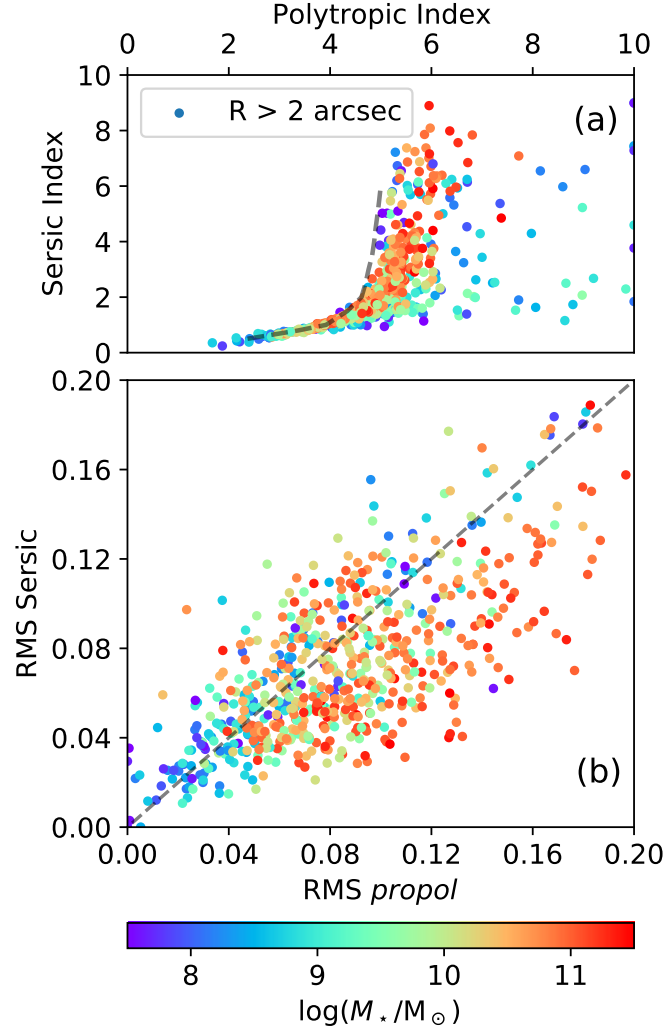 Polytropic Index
0 2 4 6 8 10
10
8
6
4
2
0
Sersic Index
R > 2 arcsec
(a)
0.20
0.16
0.12
0.08
0.04
0.00
RMS Sersic
(b)
0.00 0.04 0.08 0.12 0.16 0.20
RMS propol
8 9 10 11
log(M⋆/M⊙)